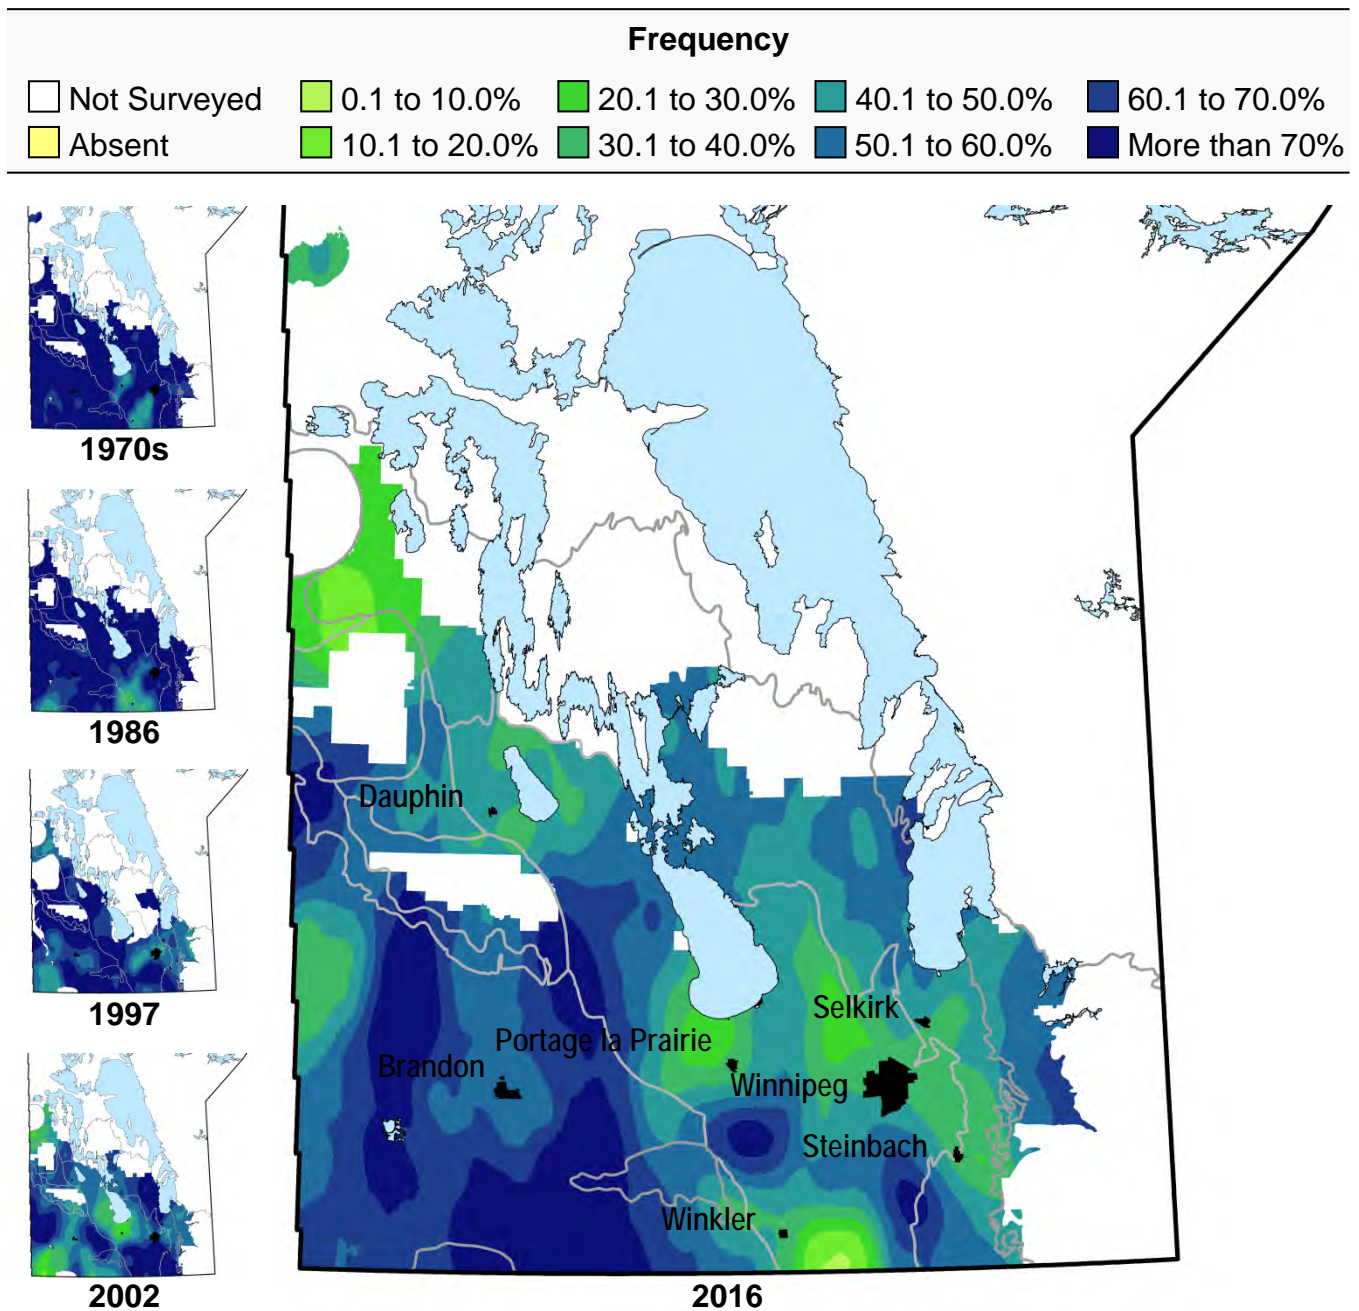 Frequency
Not Surveyed 0.1 to 10.0% 20.1 to 30.0% 40.1 to 50.0% 60.1 to 70.0%
Absent 10.1 to 20.0% 30.1 to 40.0% 50.1 to 60.0% More than 70%
1970s
1986
1997
2002
Dauphin
Selkirk
Portage la Prairie
Brandon
Winnipeg
Steinbach
Winkler
2016